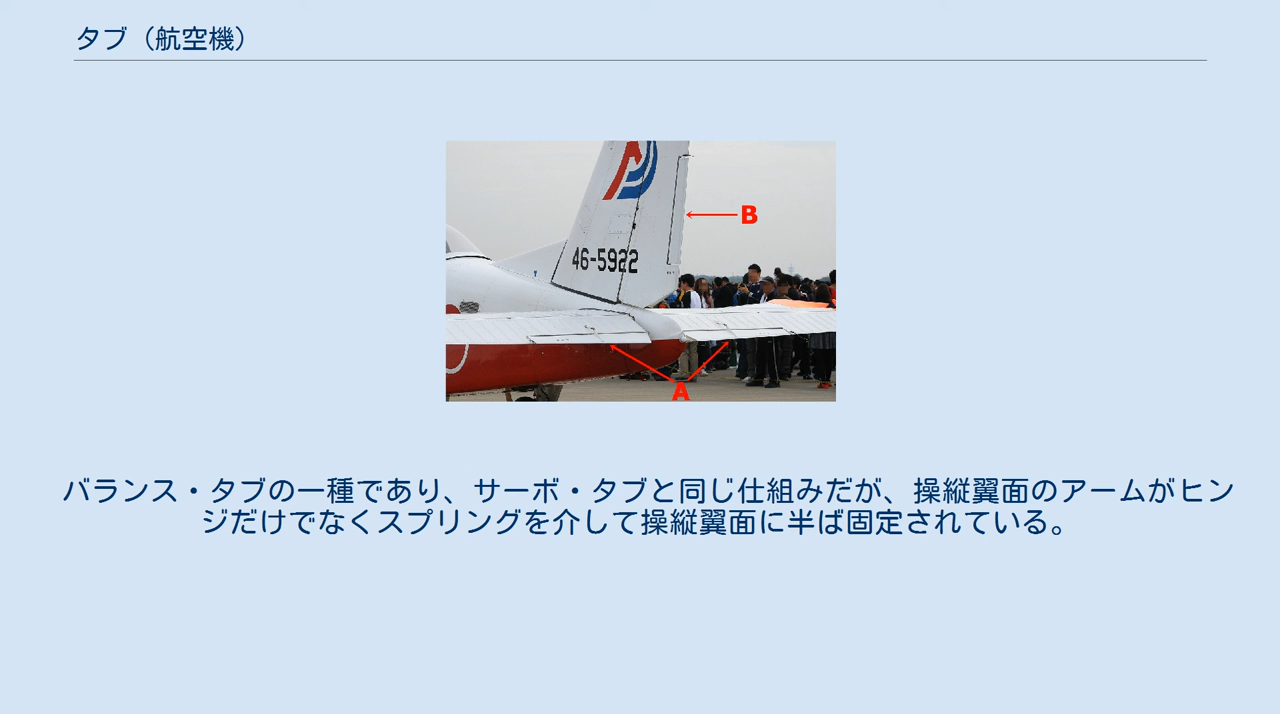 タブ（航空機）
B
46-5922
A
バランス・タブの一種であり、サーボ・タブと同じ仕組みだが、操縦翼面のアームがヒン
ジだけでなくスプリングを介して操縦翼面に半ば固定されている。